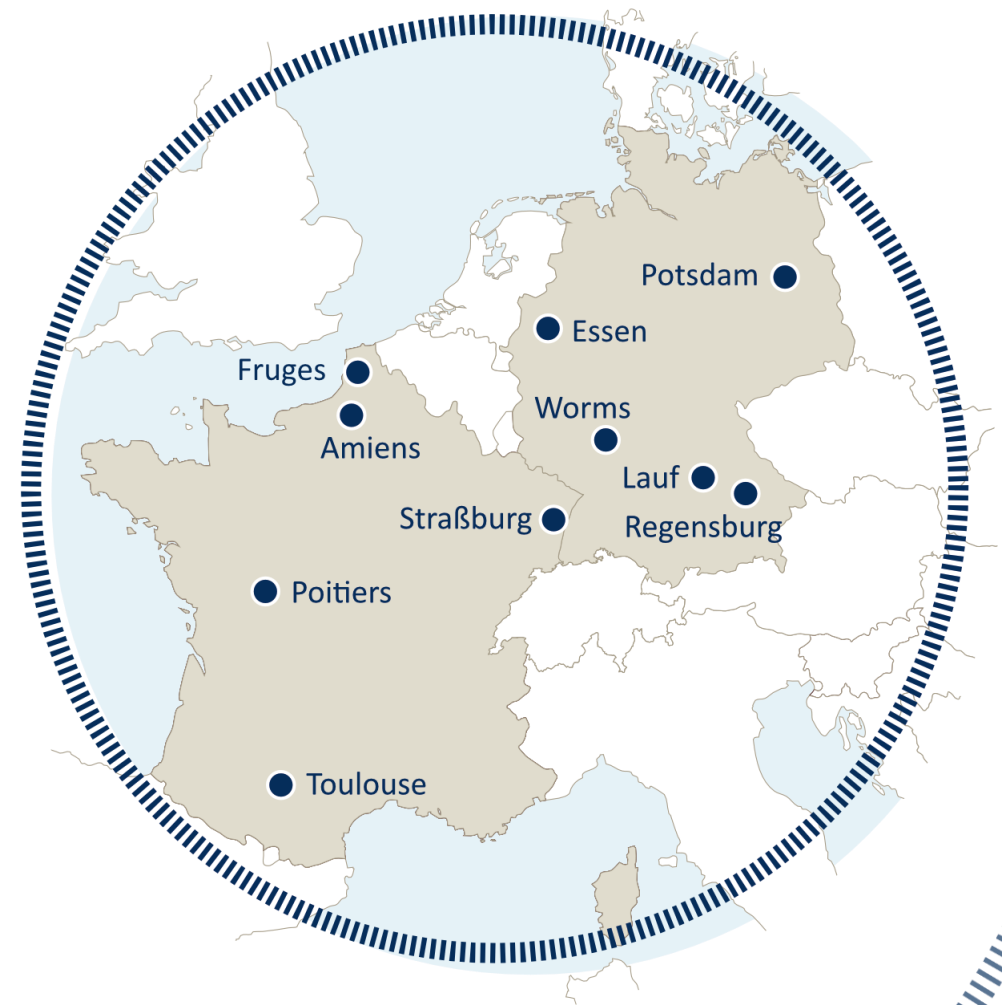 Potsdam
Essen
Fruges
Worms
Amiens
Lauf
Straßburg
Regensburg
Poitiers
Toulouse